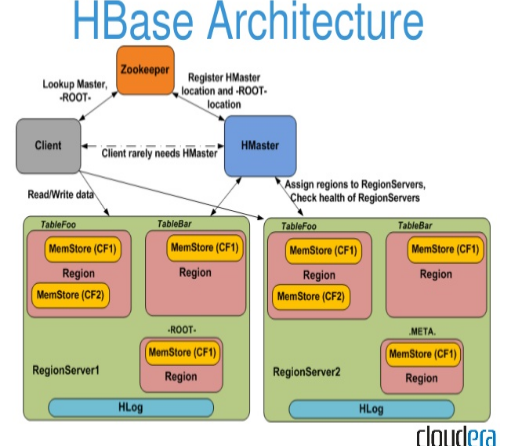 HBase Architecture
Zookeeper
Lookup Master,
-ROOT-
Register HMaster
location and -ROOT-
location
Client
Client rarely needs HMaster
HMaster
Read/Write data
Assign regions to RegionServers,
Check health of RegionServers
TableFoo
TableBar
MemStore (CF1)
Region
MemStore (CF2)
MemStore (CF1)
Region
-ROOT-
MemStore (CF1)
Region
RegionServer1
HLog
TableFoo
TableBar
MemStore (CF1)
Region
MemStore (CF2)
MemStore (CF1)
Region
.META.
MemStore (CF1)
Region
RegionServer2
HLog
cloudera